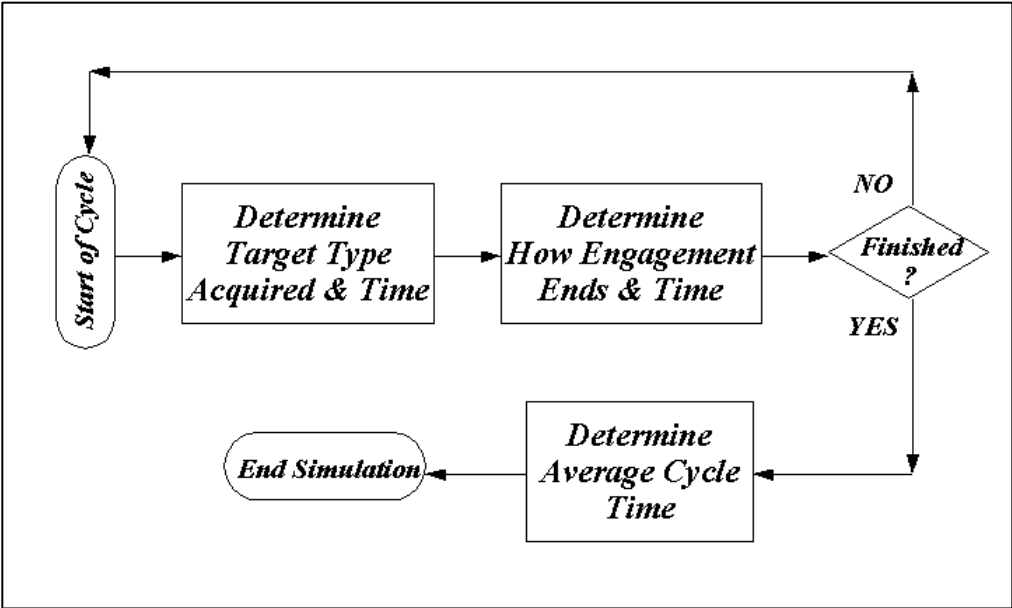 Start of Cycle
Determine
Target Type
Acquired & Time
Determine
How Engagement
Ends & Time
NO
Finished
?
YES
Determine
Average Cycle
Time
End Simulation